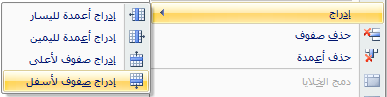 إدراج
حذف صفوف
حذف أعمدة
دمج الخلايا
إدراج أعمدة لليسار
إدراج أعمدة لليمين
إدراج صفوف لأعلى
إدراج صفوف لأسفل